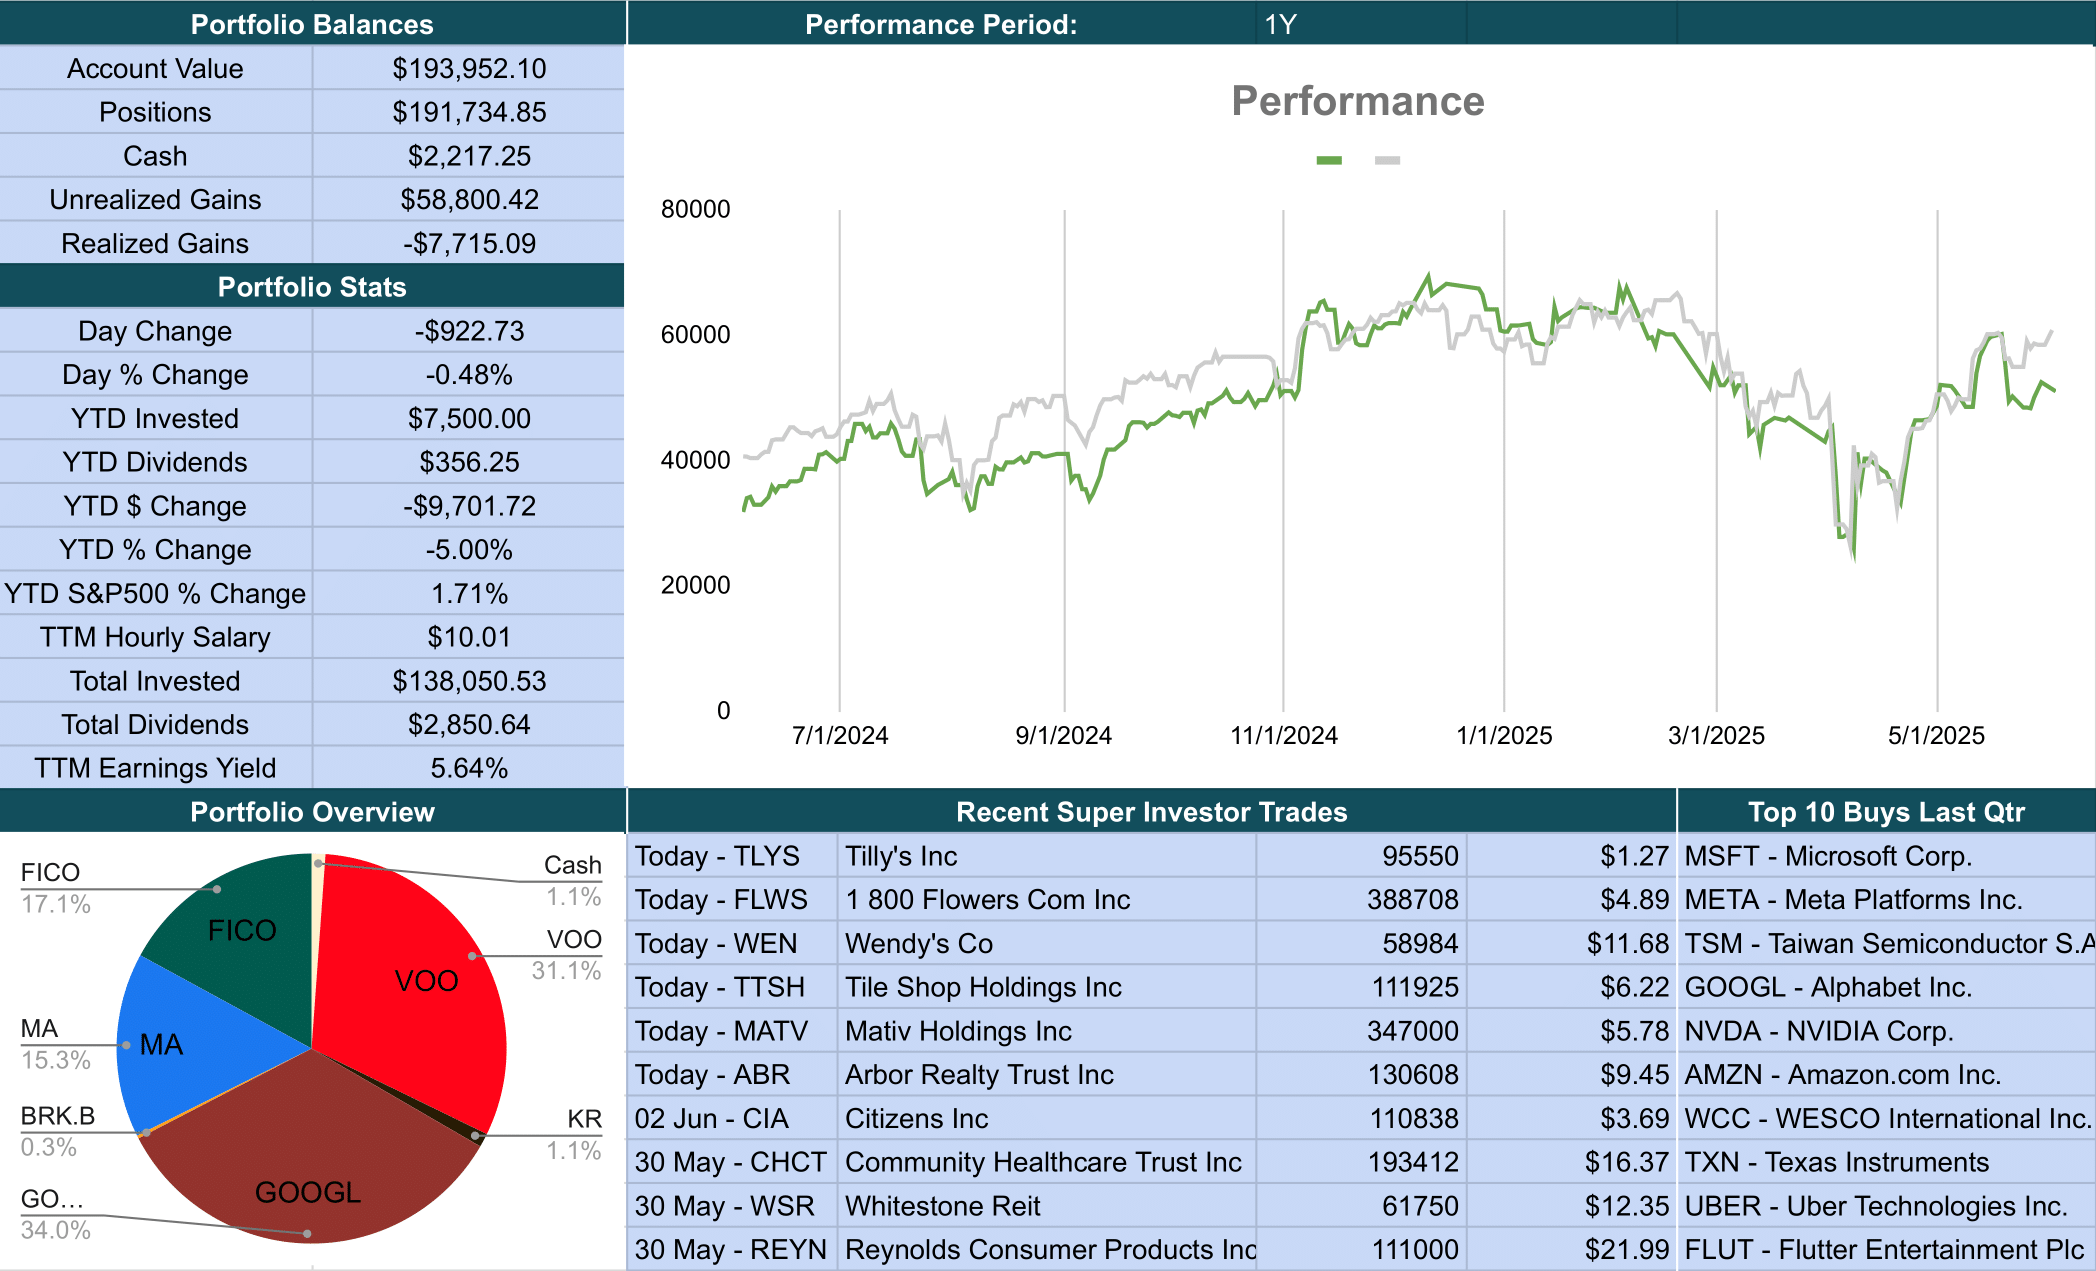 Portfolio Balances
Account Value $193,952.10
Positions $191,734.85
Cash $2,217.25
Unrealized Gains $58,800.42
Realized Gains -$7,715.09
Portfolio Stats
Day Change -$922.73
Day % Change -0.48%
YTD Invested $7,500.00
YTD Dividends $356.25
YTD $ Change -$9,701.72
YTD % Change -5.00%
YTD S&P500 % Change 1.71%
TTM Hourly Salary $10.01
Total Invested $138,050.53
Total Dividends $2,850.64
TTM Earnings Yield 5.64%
Performance Period: 1Y
Performance
80000
60000
40000
20000
0
7/1/2024 9/1/2024 11/1/2024 1/1/2025 3/1/2025 5/1/2025
Portfolio Overview
FICO
17.1%
MA
15.3%
BRK.B
0.3%
GO...
34.0%
FICO
VOO
MA
GOOGL
Cash
1.1%
VOO
31.1%
KR
1.1%
Recent Super Investor Trades
Today - TLYS Tilly's Inc 95550 $1.27
Today - FLWS 1 800 Flowers Com Inc 388708 $4.89
Today - WEN Wendy's Co 58984 $11.68
Today - TTSH Tile Shop Holdings Inc 111925 $6.22
Today - MATV Mativ Holdings Inc 347000 $5.78
Today - ABR Arbor Realty Trust Inc 130608 $9.45
02 Jun - CIA Citizens Inc 110838 $3.69
30 May - CHCT Community Healthcare Trust Inc 193412 $16.37
30 May - WSR Whitestone Reit 61750 $12.35
30 May - REYN Reynolds Consumer Products Inc 111000 $21.99
Top 10 Buys Last Qtr
MSFT - Microsoft Corp.
META - Meta Platforms Inc.
TSM - Taiwan Semiconductor S.A
GOOGL - Alphabet Inc.
NVDA - NVIDIA Corp.
AMZN - Amazon.com Inc.
WCC - WESCO International Inc.
TXN - Texas Instruments
UBER - Uber Technologies Inc.
FLUT - Flutter Entertainment Plc